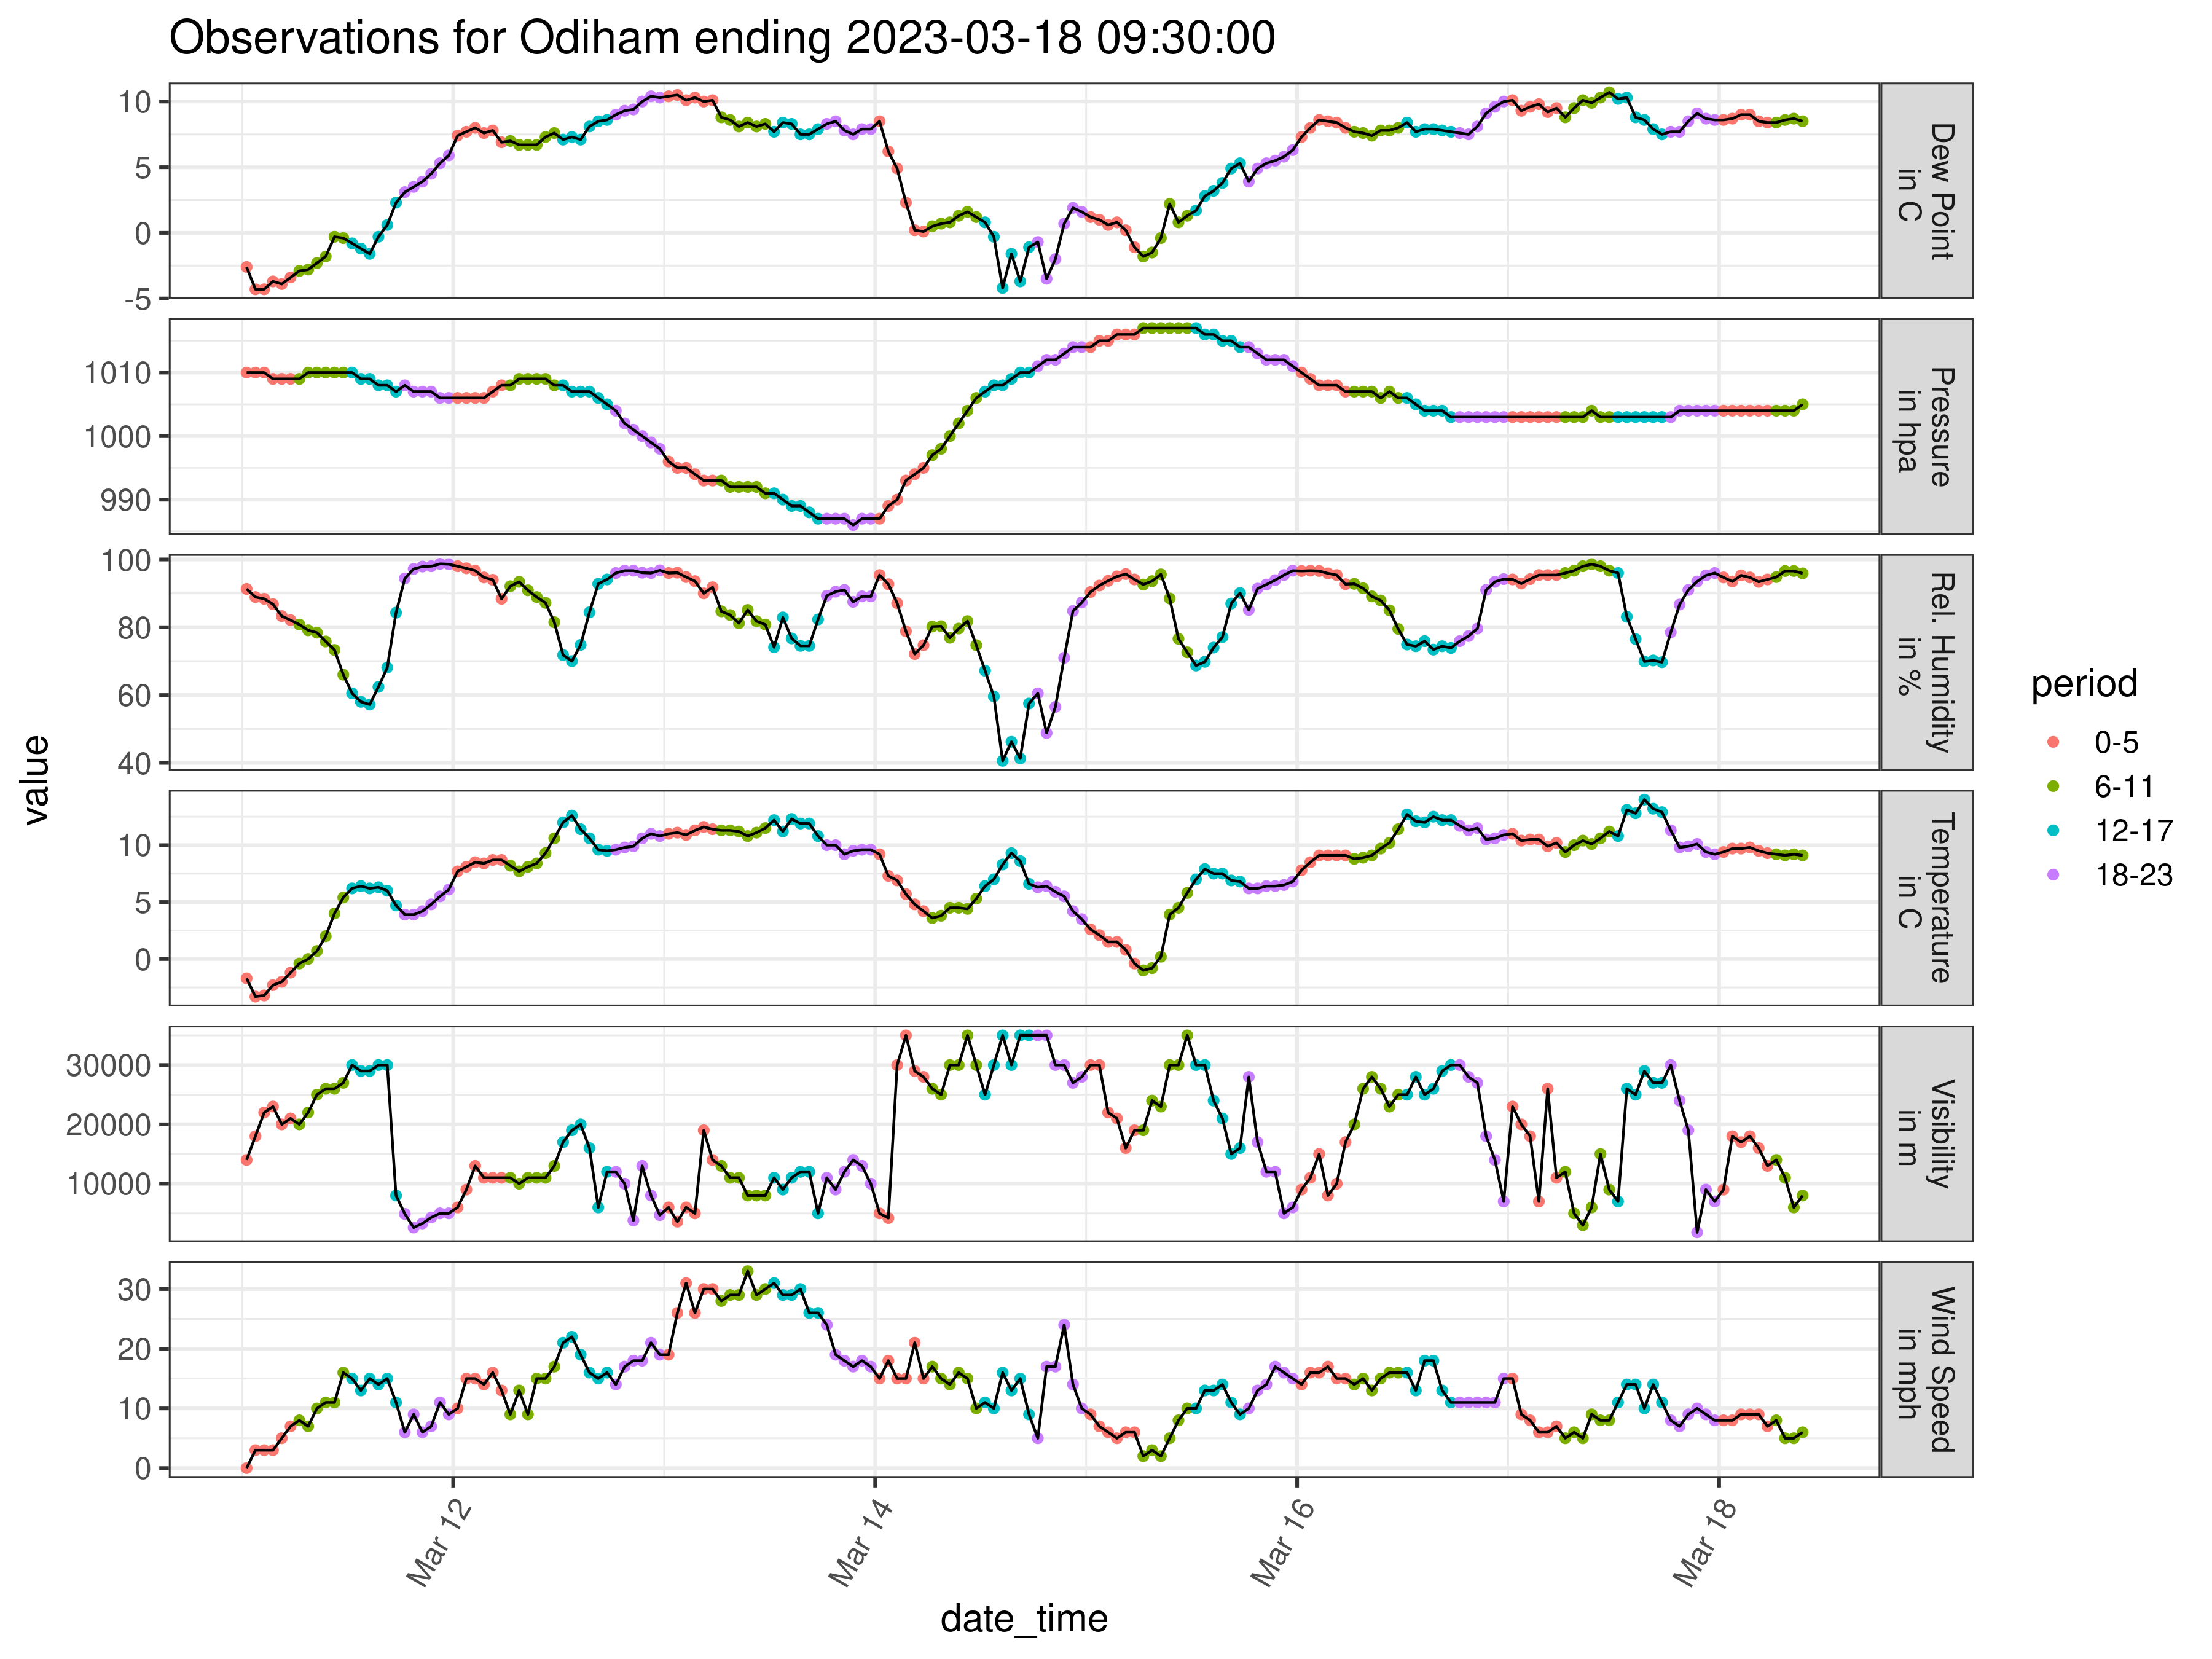 Observations for Odiham ending 2023-03-18 09:30:00
value
10
5
0
-5
Dew Point
in C
1010
1000
990
Pressure
in hpa
100
80
60
40
Rel. Humidity
in %
10
5
0
Temperature
in C
30000
20000
10000
Visibility
in m
30
20
10
0
Wind Speed
in mph
Mar 12
Mar 14
Mar 16
Mar 18
date_time
period
0-5
6-11
12-17
18-23